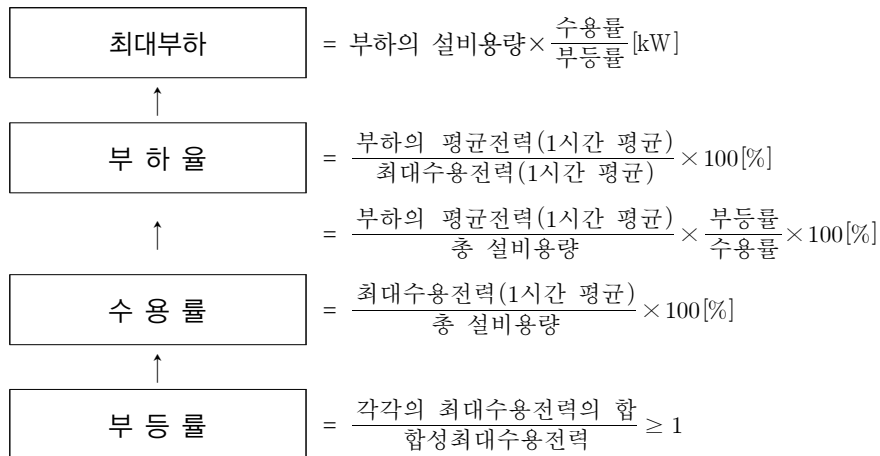 최대부하 = 부하의 설비용량×수용률/부등률[kW]
↑
부 하 율 = 부하의 평균전력(1시간 평균)/최대수용전력(1시간 평균)×100[%]
↑ = 부하의 평균전력(1시간 평균)/총 설비용량×부등률/수용률×100[%]
수 용 률 = 최대수용전력(1시간 평균)/총 설비용량×100[%]
↑
부 등 률 = 각각의 최대수용전력의 합/합성최대수용전력 ≥ 1